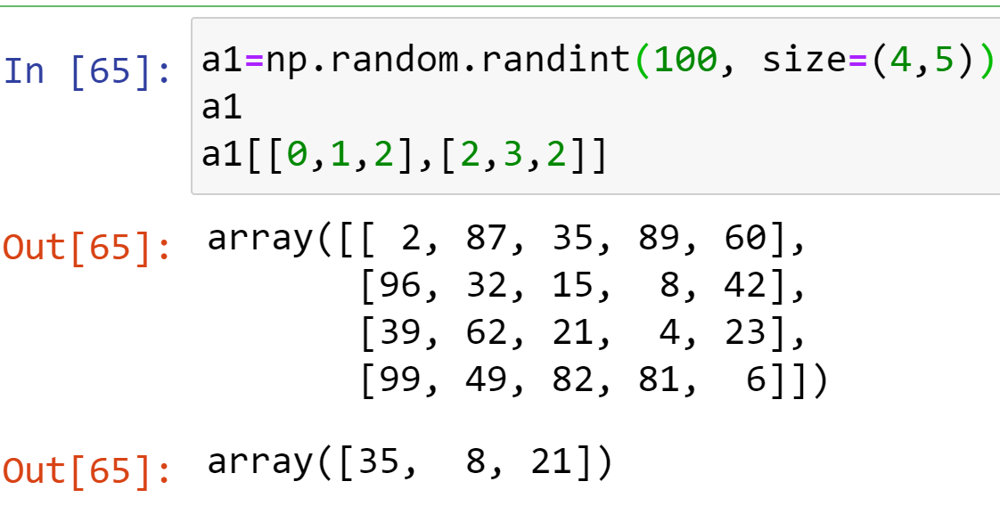 In [65]: a1=np.random.randint(100, size=(4,5))
a1
a1[[0,1,2],[2,3,2]]
Out[65]: array([[ 2, 87, 35, 89, 60],
[96, 32, 15,  8, 42],
[39, 62, 21,  4, 23],
[99, 49, 82, 81,  6]])
Out[65]: array([35,  8, 21])